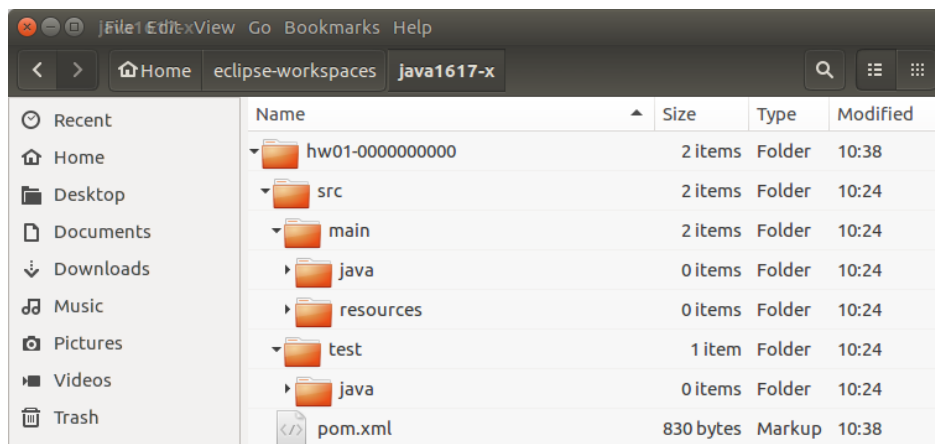 File Edit View Go Bookmarks Help
Home eclipse-workspaces java1617-x
Name Size Type Modified
Recent
Home
Desktop
Documents
Downloads
Music
Pictures
Videos
Trash
hw01-0000000000 2 items Folder 10:38
src 2 items Folder 10:24
main 2 items Folder 10:24
java 0 items Folder 10:24
resources 0 items Folder 10:24
test 1 item Folder 10:24
java 0 items Folder 10:24
pom.xml 830 bytes Markup 10:38